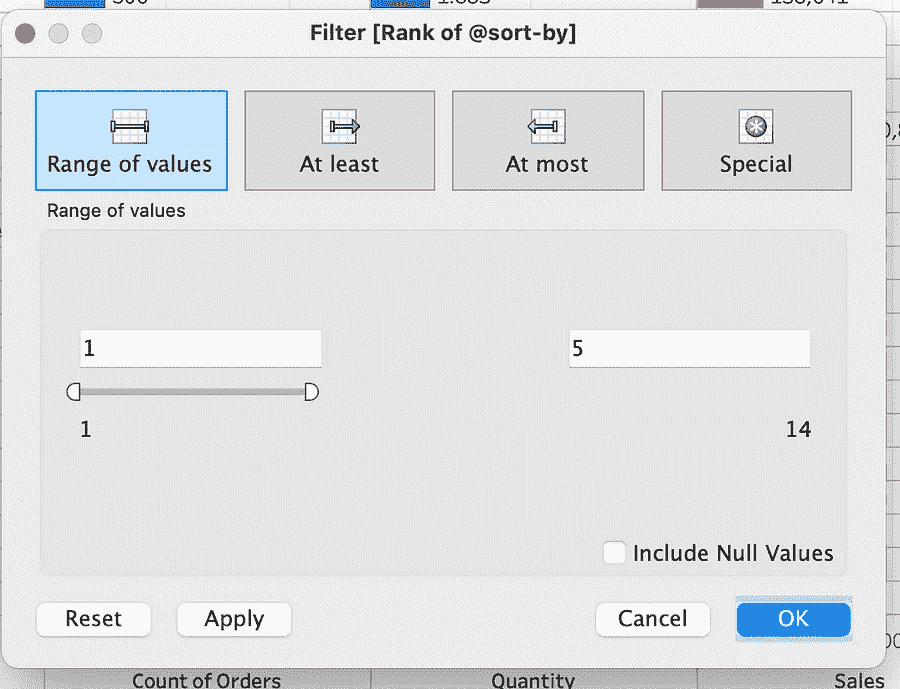 Filter [Rank of @sort-by]
Range of values
At least
At most
Special
Range of values
1
5
1
14
Include Null Values
Reset
Apply
Cancel
OK
Count of Orders
Quantity
Sales